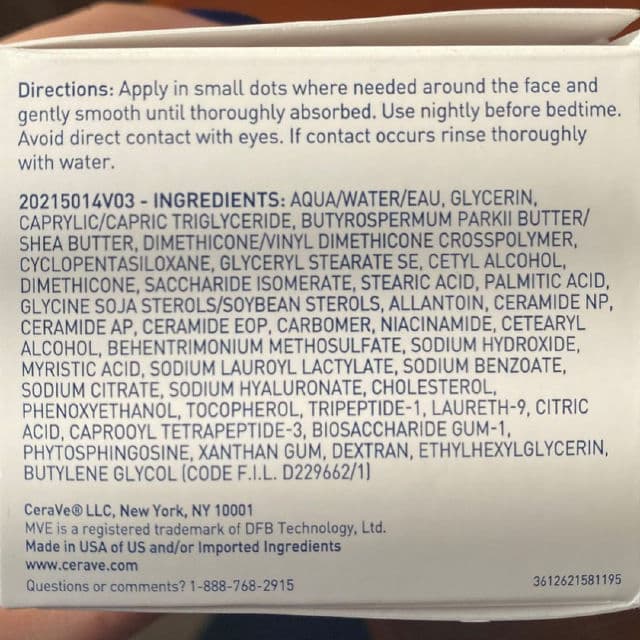 Directions: Apply in small dots where needed around the face and
gently smooth until thoroughly absorbed. Use nightly before bedtime.
Avoid direct contact with eyes. If contact occurs rinse thoroughly
with water.
20215014V03 - INGREDIENTS: AQUA/WATER/EAU, GLYCERIN,
CAPRYLIC/CAPRIC TRIGLYCERIDE, BUTYROSPERMUM PARKII BUTTER/
SHEA BUTTER, DIMETHICONE/VINYL DIMETHICONE CROSSPOLYMER,
CYCLOPENTASILOXANE, GLYCERYL STEARATE SE, CETYL ALCOHOL,
DIMETHICONE, SACCHARIDE ISOMERATE, STEARIC ACID, PALMITIC ACID,
GLYCINE SOJA STEROLS/SOYBEAN STEROLS, ALLANTOIN, CERAMIDE NP,
CERAMIDE AP, CERAMIDE EOP, CARBOMER, NIACINAMIDE, CETEARYL
ALCOHOL, BEHENTRIMONIUM METHOSULFATE, SODIUM HYDROXIDE,
MYRISTIC ACID, SODIUM LAUROYL LACTYLATE, SODIUM BENZOATE,
SODIUM CITRATE, SODIUM HYALURONATE, CHOLESTEROL,
PHENOXYETHANOL, TOCOPHEROL, TRIPEPTIDE-1, LAURETH-9, CITRIC
ACID, CAPROOYL TETRAPEPTIDE-3, BIOSACCHARIDE GUM-1,
PHYTOSPHINGOSINE, XANTHAN GUM, DEXTRAN, ETHYLHEXYLGLYCERIN,
BUTYLENE GLYCOL (CODE F.I.L. D229662/1)
CeraVe® LLC, New York, NY 10001
MVE is a registered trademark of DFB Technology, Ltd.
Made in USA of US and/or Imported Ingredients
www.cerave.com
Questions or comments? 1-888-768-2915
3612621581195